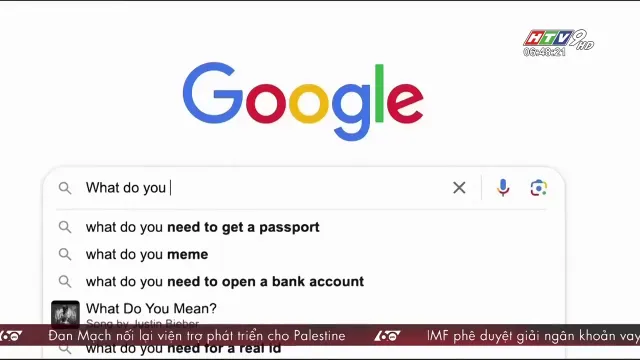 HTV9 HD
06:48:21
Google
What do you
what do you need to get a passport
what do you meme
what do you need to open a bank account
What Do You Mean?
Song by Justin Bieber
60 Đan Mạch nối lại viện trợ phát triển cho Palestine 60 IMF phê duyệt giải ngân khoản vay
what do you need for a real id